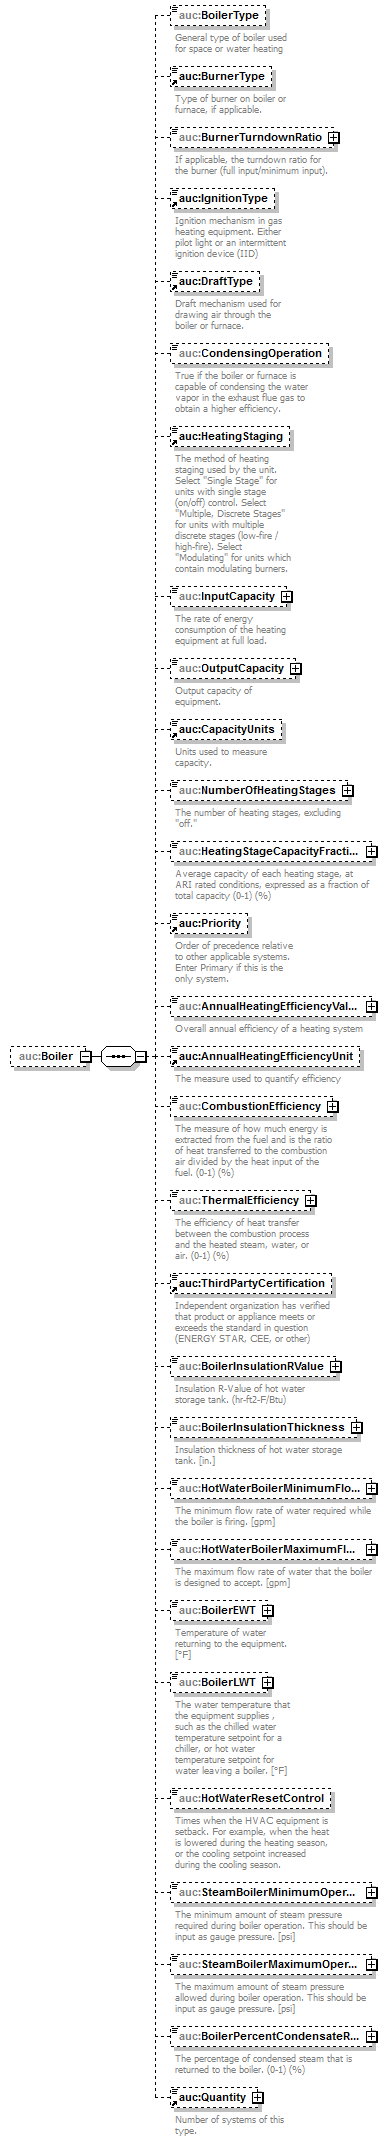 auc:BoilerType
General type of boiler used
for space or water heating
auc:BurnerType
Type of burner on boiler or
furnace, if applicable.
auc:BurnerTurndownRatio
If applicable, the turndown ratio for
the burner (full input/minimum input).
auc:IgnitionType
Ignition mechanism in gas
heating equipment. Either
pilot light or an intermittent
ignition device (IID)
auc:DraftType
Draft mechanism used for
drawing air through the
boiler or furnace.
auc:CondensingOperation
True if the boiler or furnace is
capable of condensing the water
vapor in the exhaust flue gas to
obtain a higher efficiency.
auc:HeatingStaging
The method of heating
staging used by the unit.
Select "Single Stage" for
units with single stage
(on/off) control. Select
"Multiple, Discrete Stages"
for units with multiple
discrete stages (low-fire /
high-fire). Select
"Modulating" for units which
contain modulating burners.
auc:InputCapacity
The rate of energy
consumption of the heating
equipment at full load.
auc:OutputCapacity
Output capacity of
equipment.
auc:CapacityUnits
Units used to measure
capacity.
auc:NumberOfHeatingStages
The number of heating stages, excluding
"off."
auc:HeatingStageCapacityFracti...
Average capacity of each heating stage, at
ARI rated conditions, expressed as a fraction of
total capacity (0-1) (%)
auc:Priority
Order of precedence relative
to other applicable systems.
Enter Primary if this is the
only system.
auc:AnnualHeatingEfficiencyVal...
Overall annual efficiency of a heating system
auc:Boiler
auc:AnnualHeatingEfficiencyUnit
The measure used to quantify efficiency
auc:CombustionEfficiency
The measure of how much energy is
extracted from the fuel and is the ratio
of heat transferred to the combustion
air divided by the heat input of the
fuel. (0-1) (%)
auc:ThermalEfficiency
The efficiency of heat transfer
between the combustion process
and the heated steam, water, or
air. (0-1) (%)
auc:ThirdPartyCertification
Independent organization has verified
that product or appliance meets or
exceeds the standard in question
(ENERGY STAR, CEE, or other)
auc:BoilerInsulationRValue
Insulation R-Value of hot water
storage tank. (hr-ft2-F/Btu)
auc:BoilerInsulationThickness
Insulation thickness of hot water storage
tank. [in.]
auc:HotWaterBoilerMinimumFlo...
The minimum flow rate of water required while
the boiler is firing. [gpm]
auc:HotWaterBoilerMaximumFl...
The maximum flow rate of water that the boiler
is designed to accept. [gpm]
auc:BoilerEWT
Temperature of water
returning to the equipment.
[°F]
auc:BoilerLWT
The water temperature that
the equipment supplies ,
such as the chilled water
temperature setpoint for a
chiller, or hot water
temperature setpoint for
water leaving a boiler. [°F]
auc:HotWaterResetControl
Times when the HVAC equipment is
setback. For example, when the heat
is lowered during the heating season,
or the cooling setpoint increased
during the cooling season.
auc:SteamBoilerMinimumOper...
The minimum amount of steam pressure
required during boiler operation. This should be
input as gauge pressure. [psi]
auc:SteamBoilerMaximumOper...
The maximum amount of steam pressure
allowed during boiler operation. This should be
input as gauge pressure. [psi]
auc:BoilerPercentCondensateR...
The percentage of condensed steam that is
returned to the boiler. (0-1) (%)
auc:Quantity
Number of systems of this
type.